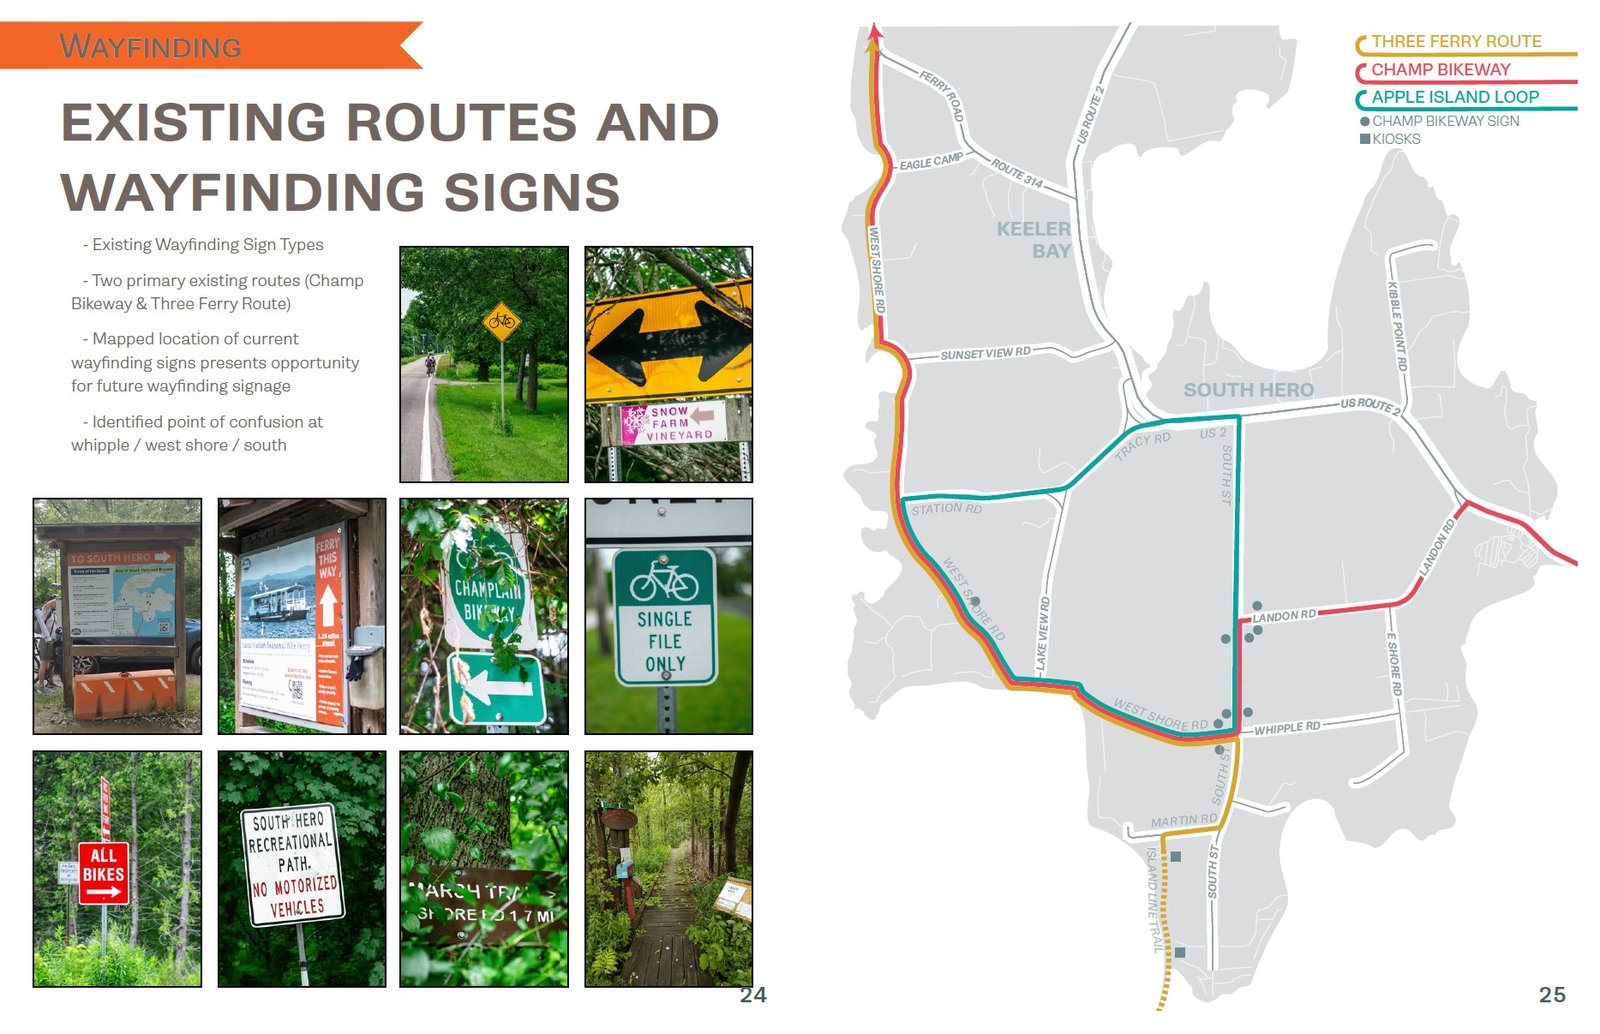 WAYFINDING
EXISTING ROUTES AND
WAYFINDING SIGNS
- Existing Wayfinding Sign Types
- Two primary existing routes (Champ
Bikeway & Three Ferry Route)
- Mapped location of current
wayfinding signs presents opportunity
for future wayfinding signage
- Identified point of confusion at
whipple / west shore / south
SNOW
FARM
VINEYARD
TO SOUTH HERO
FERRY
THIS
WAY
CHAMPLAIN
BIKEWAY
SINGLE
FILE
ONLY
ALL
BIKES
SOUTH HERO
RECREATIONAL
PATH.
NO MOTORIZED
VEHICLES
MARSH TRAIL >
SHORE RD 1.7 MI
24
THREE FERRY ROUTE
CHAMP BIKEWAY
APPLE ISLAND LOOP
CHAMP BIKEWAY SIGN
KIOSKS
FERRY ROAD
US ROUTE 2
EAGLE CAMP
ROUTE 314
KEELER
BAY
WEST SHORE RD
KIBBLE POINT RD
SUNSET VIEW RD
SOUTH HERO
US ROUTE 2
TRACY RD
US 2
SOUTH ST
STATION RD
LANDON RD
WEST SHORE RD
LAKE VIEW RD
LANDON RD
E SHORE RD
WEST SHORE RD
WHIPPLE RD
SOUTH ST
MARTIN RD
ISLAND LINE TRAIL
SOUTH ST
25